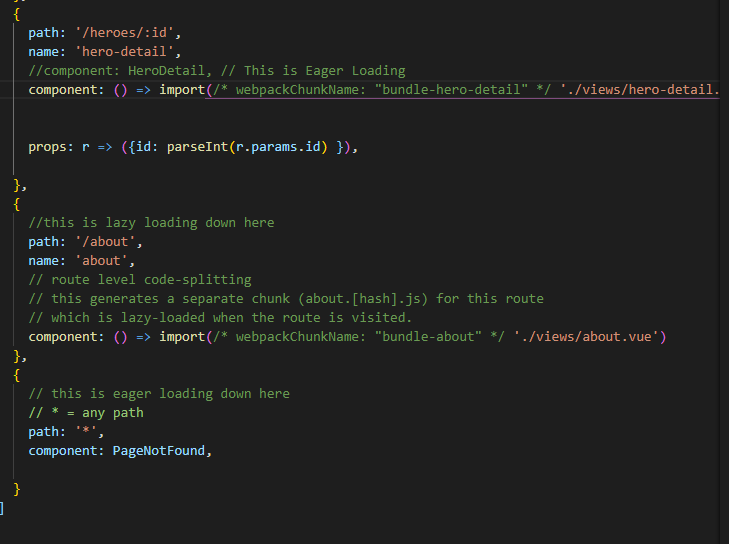 },
{
path: '/heroes/:id',
name: 'hero-detail',
//component: HeroDetail, // This is Eager Loading
component: () => import(/* webpackChunkName: "bundle-hero-detail" */ './views/hero-detail.
props: r => ({id: parseInt(r.params.id) }),
},
{
//this is lazy loading down here
path: '/about',
name: 'about',
// route level code-splitting
// this generates a separate chunk (about.[hash].js) for this route
// which is lazy-loaded when the route is visited.
component: () => import(/* webpackChunkName: "bundle-about" */ './views/about.vue')
},
{
// this is eager loading down here
// * = any path
path: '*',
component: PageNotFound,
}
]